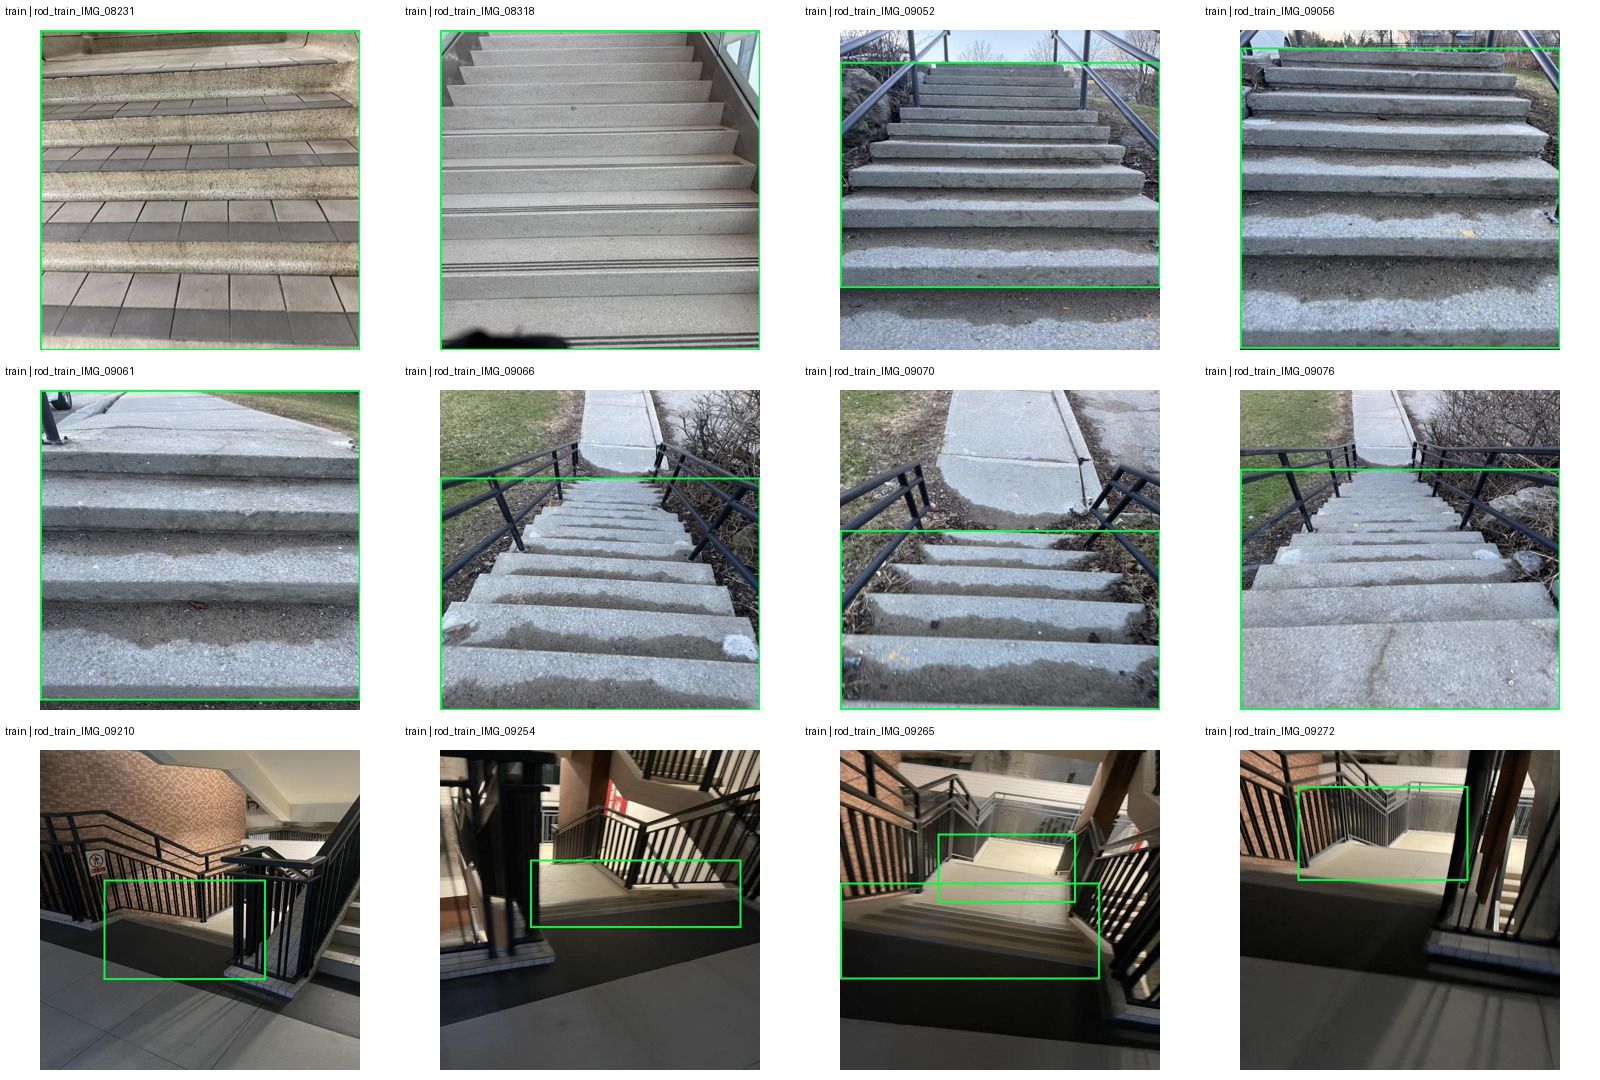 train | rod_train_IMG_08231
train | rod_train_IMG_08318
train | rod_train_IMG_09052
train | rod_train_IMG_09056
train | rod_train_IMG_09061
train | rod_train_IMG_09066
train | rod_train_IMG_09070
train | rod_train_IMG_09076
train | rod_train_IMG_09210
train | rod_train_IMG_09254
train | rod_train_IMG_09265
train | rod_train_IMG_09272